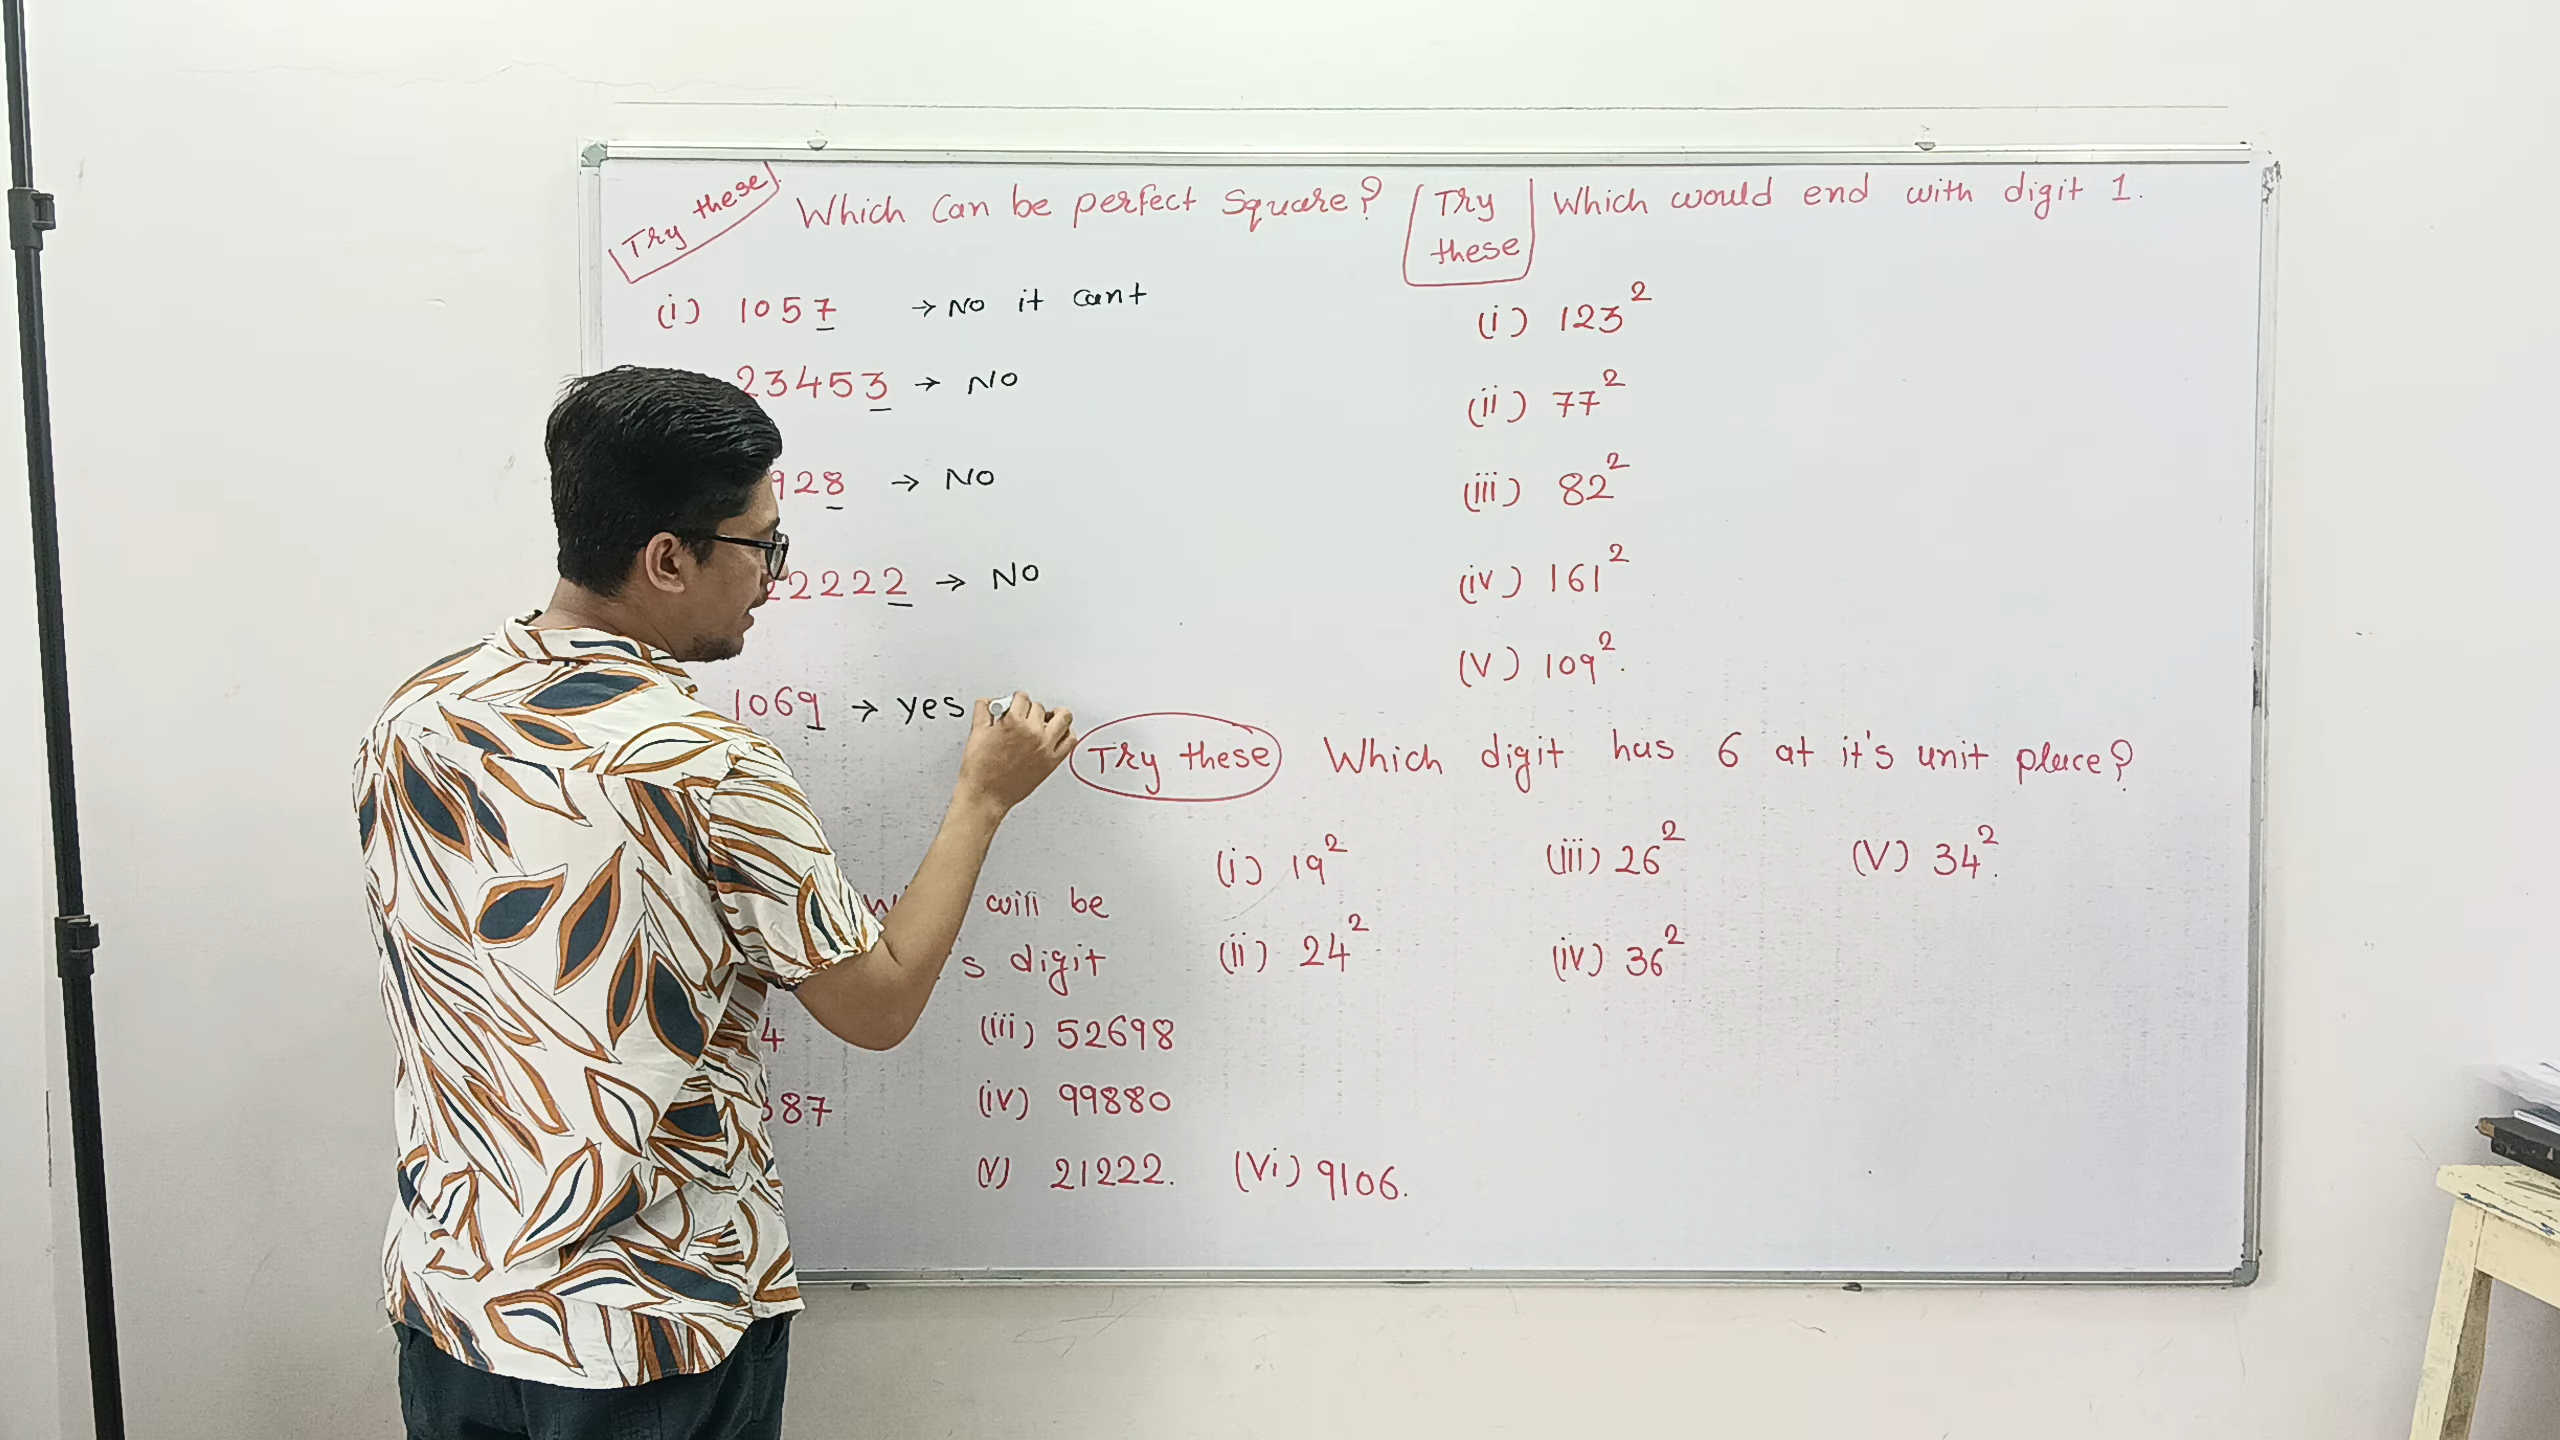 Try these
Which Can be perfect Square?
(i) 1057 → No it cant
23453 → No
928 → No
22222 → No
1069 → yes
will be
's digit
4
387
(iii) 52698
(iv) 99880
(V) 21222.
(Vi) 9106.
Try
these
Which would end with digit 1.
(i) 123²
(ii) 77²
(iii) 82²
(iv) 161²
(V) 109².
Try these
Which digit has 6 at it's unit place?
(i) 19²
(ii) 24²
(iii) 26²
(iv) 36²
(V) 34².